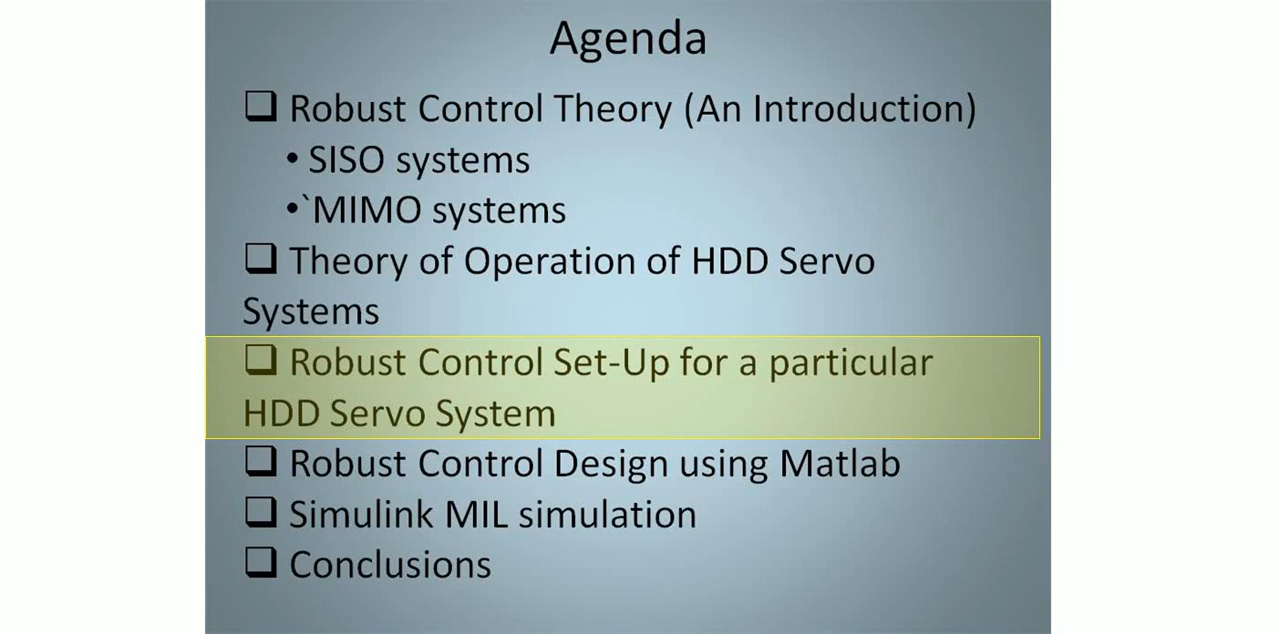 Agenda
❑ Robust Control Theory (An Introduction)
• SISO systems
•`MIMO systems
❑ Theory of Operation of HDD Servo
Systems
❑ Robust Control Set-Up for a particular
HDD Servo System
❑ Robust Control Design using Matlab
❑ Simulink MIL simulation
❑ Conclusions